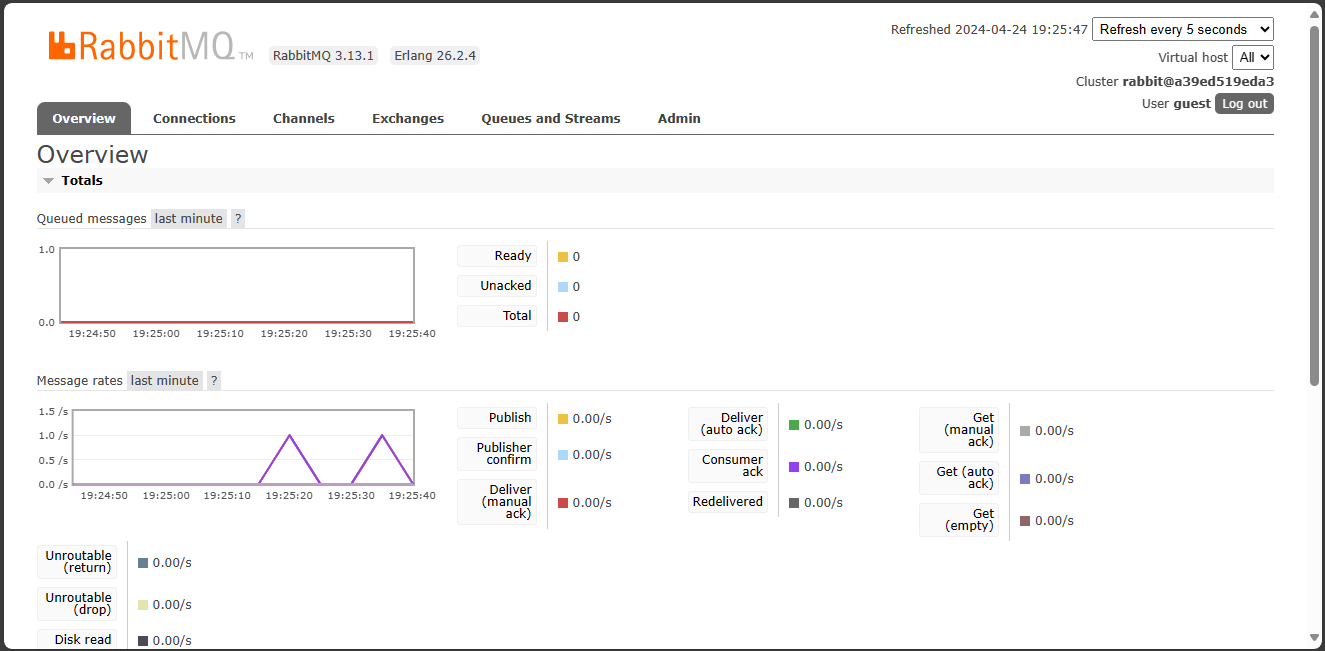 Refreshed 2024-04-24 19:25:47 Refresh every 5 seconds
RabbitMQ TM RabbitMQ 3.13.1 Erlang 26.2.4
Virtual host All
Cluster rabbit@a39ed519eda3
User guest Log out
Overview Connections Channels Exchanges Queues and Streams Admin
Overview
Totals
Queued messages last minute ?
1.0
0.0
19:24:50 19:25:00 19:25:10 19:25:20 19:25:30 19:25:40
Ready 0
Unacked 0
Total 0
Message rates last minute ?
1.5 /s
1.0 /s
0.5 /s
0.0 /s
19:24:50 19:25:00 19:25:10 19:25:20 19:25:30 19:25:40
Publish 0.00/s
Publisher
confirm 0.00/s
Deliver
(manual
ack) 0.00/s
Deliver
(auto ack) 0.00/s
Consumer
ack 0.00/s
Redelivered 0.00/s
Get
(manual
ack) 0.00/s
Get (auto
ack) 0.00/s
Get
(empty) 0.00/s
Unroutable
(return) 0.00/s
Unroutable
(drop) 0.00/s
Disk read 0.00/s